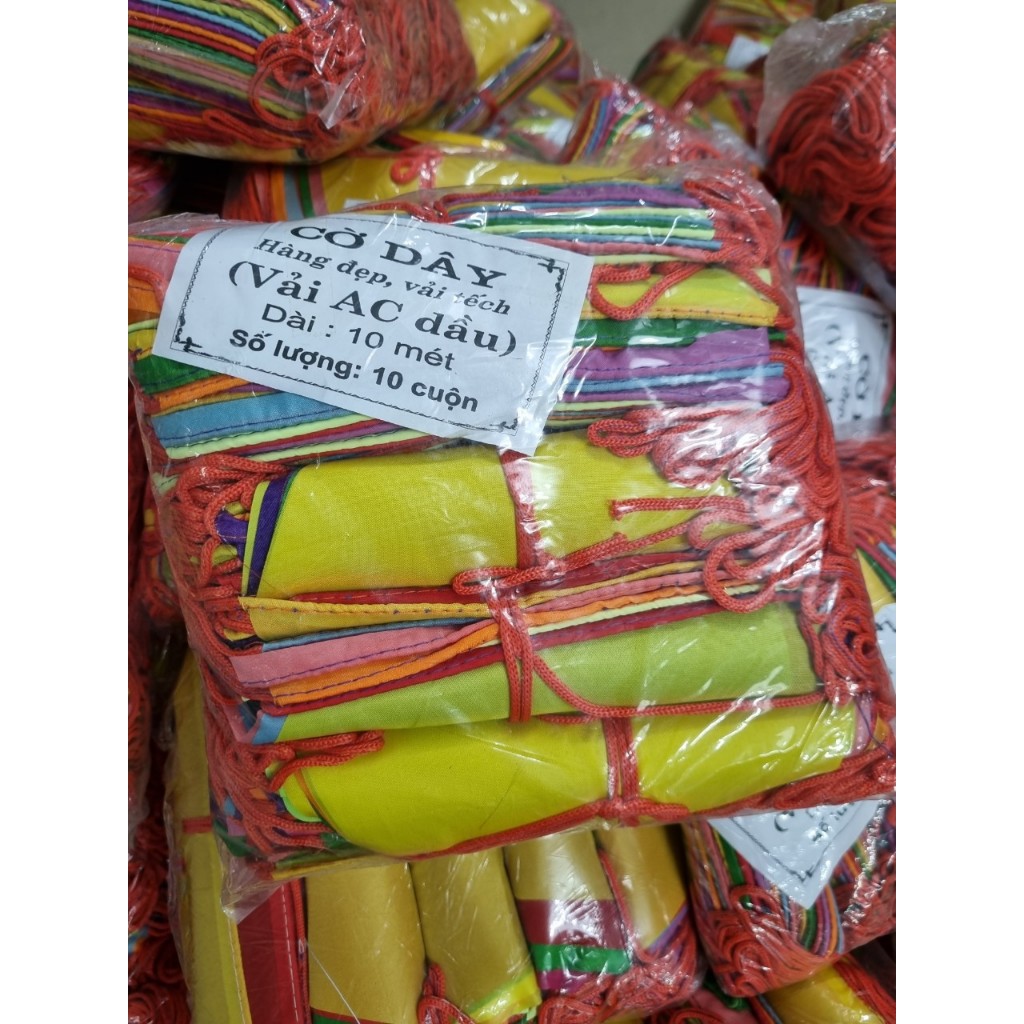 CỜ DÂY
Hàng đẹp, vải tếch
(Vải AC dầu)
Dài : 10 mét
Số lượng: 10 cuộn